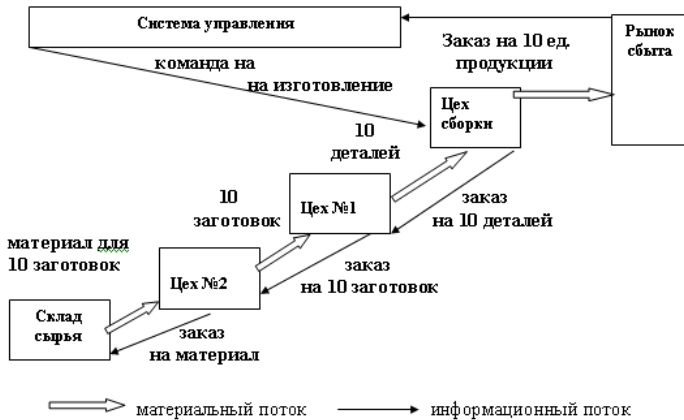 Система управления
Рынок
сбыта
Заказ на 10 ед.
продукции
команда на
на изготовление
Цех
сборки
10
деталей
10
заготовок
Цех №1
заказ
на 10 деталей
материал для
10 заготовок
Цех №2
заказ
на 10 заготовок
Склад
сырья
заказ
на материал
материальный поток
информационный поток